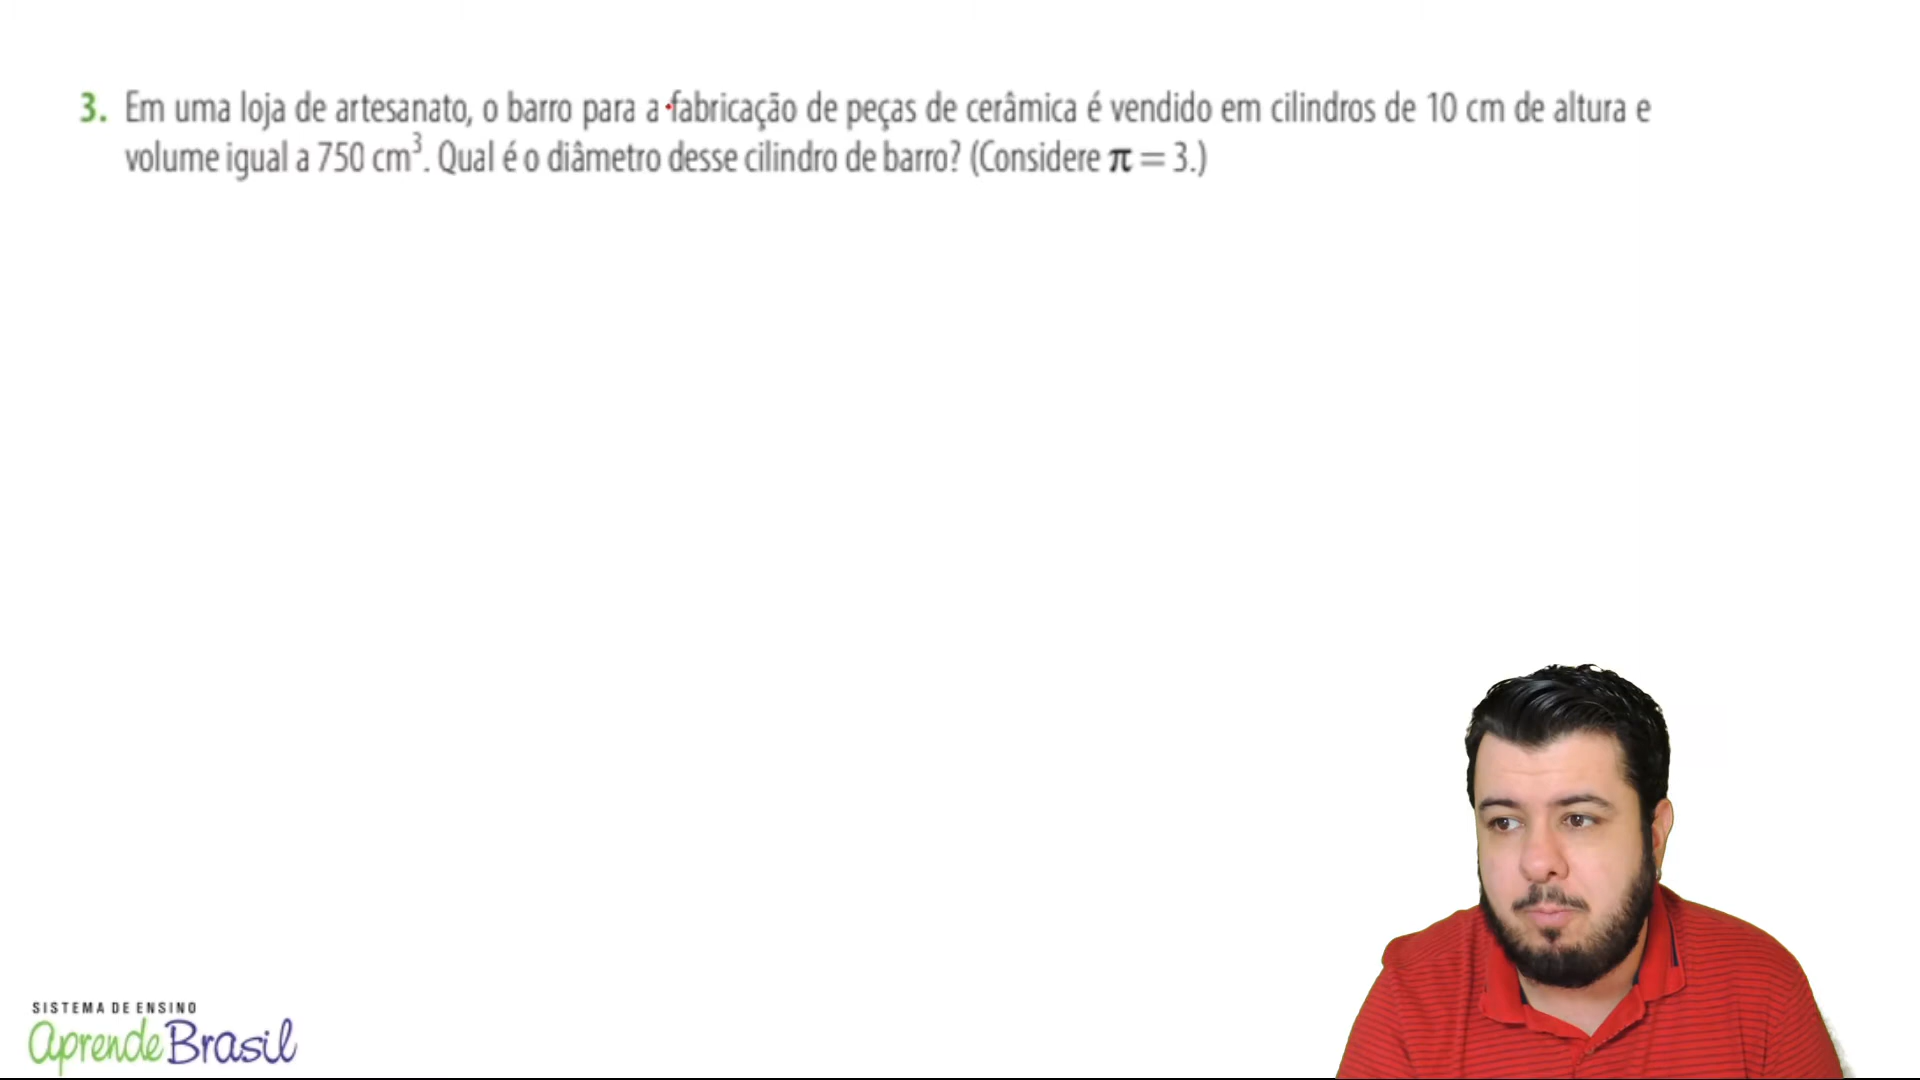 3. Em uma loja de artesanato, o barro para a fabricação de peças de cerâmica é vendido em cilindros de 10 cm de altura e
volume igual a 750 cm³. Qual é o diâmetro desse cilindro de barro? (Considere π = 3.)
SISTEMA DE ENSINO
aprende Brasil